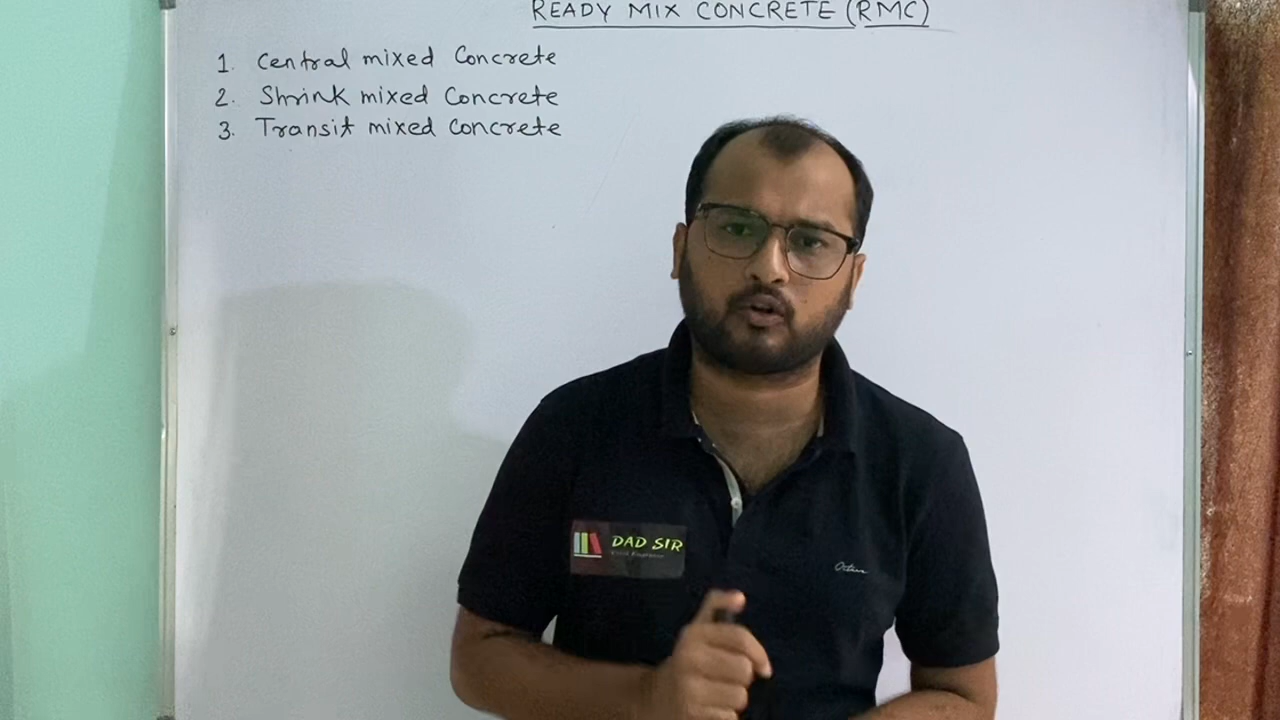 READY MIX CONCRETE (RMC)
1. Central mixed Concrete
2. Shrink mixed Concrete
3. Transit mixed Concrete
DAD SIR